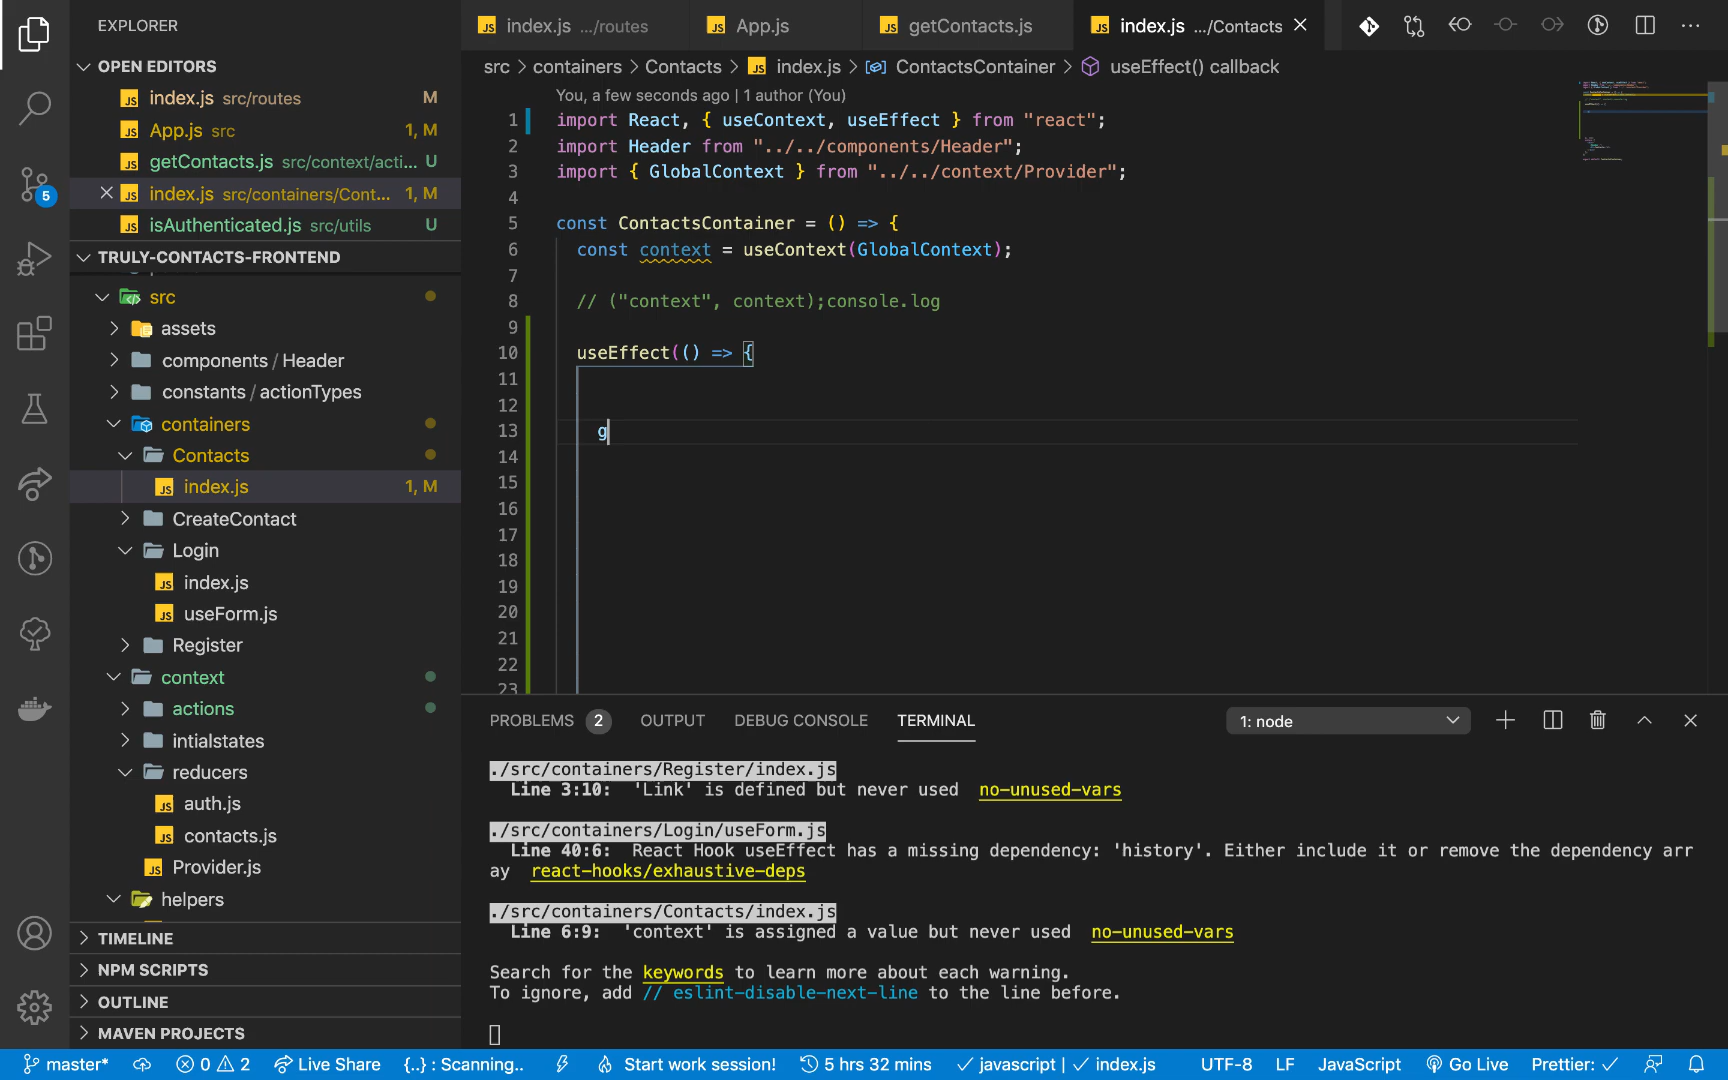 EXPLORER
OPEN EDITORS
index.js src/routes M
App.js src 1, M
getContacts.js src/context/acti... U
index.js src/containers/Cont... 1, M
isAuthenticated.js src/utils U
TRULY-CONTACTS-FRONTEND
src
assets
components / Header
constants / actionTypes
containers
Contacts
index.js 1, M
CreateContact
Login
index.js
useForm.js
Register
context
actions
intialstates
reducers
auth.js
contacts.js
Provider.js
helpers
TIMELINE
NPM SCRIPTS
OUTLINE
MAVEN PROJECTS
5
index.js .../routes
App.js
getContacts.js
index.js .../Contacts
src > containers > Contacts > index.js > ContactsContainer > useEffect() callback
You, a few seconds ago | 1 author (You)
1 import React, { useContext, useEffect } from "react";
2 import Header from "../../components/Header";
3 import { GlobalContext } from "../../context/Provider";
4
5 const ContactsContainer = () => {
6 const context = useContext(GlobalContext);
7
8 // ("context", context);console.log
9
10 useEffect(() => {
11
12
13 g
14
15
16
17
18
19
20
21
22
23
PROBLEMS 2 OUTPUT DEBUG CONSOLE TERMINAL 1: node
./src/containers/Register/index.js
Line 3:10: 'Link' is defined but never used no-unused-vars
./src/containers/Login/useForm.js
Line 40:6: React Hook useEffect has a missing dependency: 'history'. Either include it or remove the dependency arr
ay react-hooks/exhaustive-deps
./src/containers/Contacts/index.js
Line 6:9: 'context' is assigned a value but never used no-unused-vars
Search for the keywords to learn more about each warning.
To ignore, add // eslint-disable-next-line to the line before.
master* 0 2 Live Share {..} : Scanning.. Start work session! 5 hrs 32 mins javascript | index.js UTF-8 LF JavaScript Go Live Prettier: